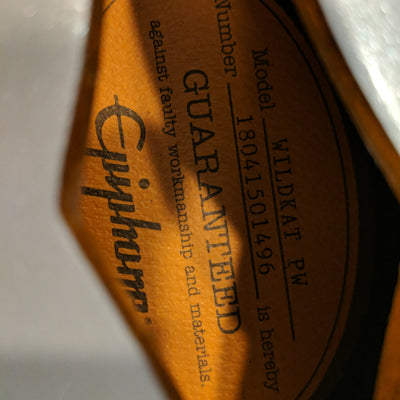 Epiphone®
Model WILDKAT PW
Number 18041501496 is hereby
GUARANTEED
against faulty workmanship and materials.